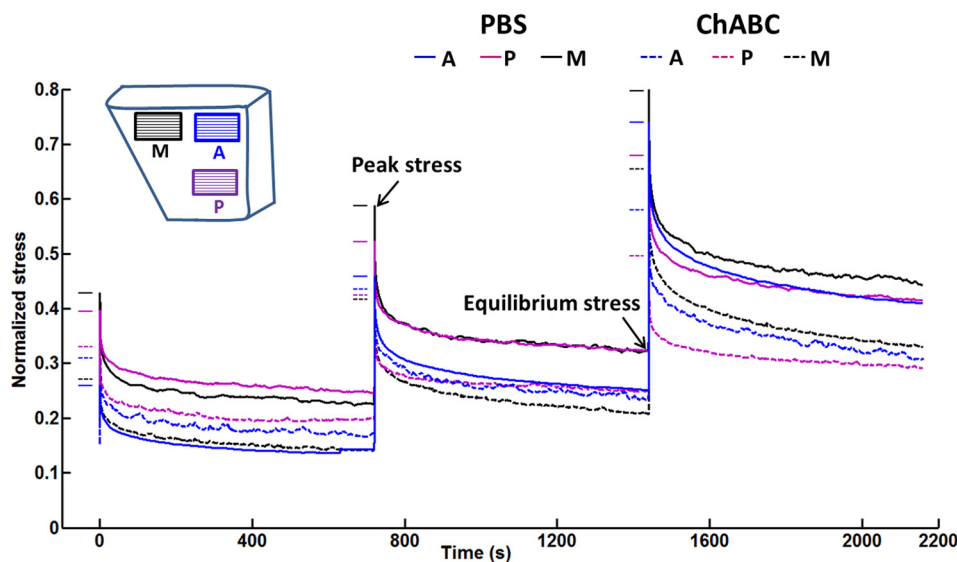 PBS ChABC
A P M A P M
0.8
0.7
0.6
0.5
0.4
0.3
0.2
0.1
0
Normalized stress
M A
P
Peak stress
Equilibrium stress
0 400 800 1200 1600 2000 2200
Time (s)